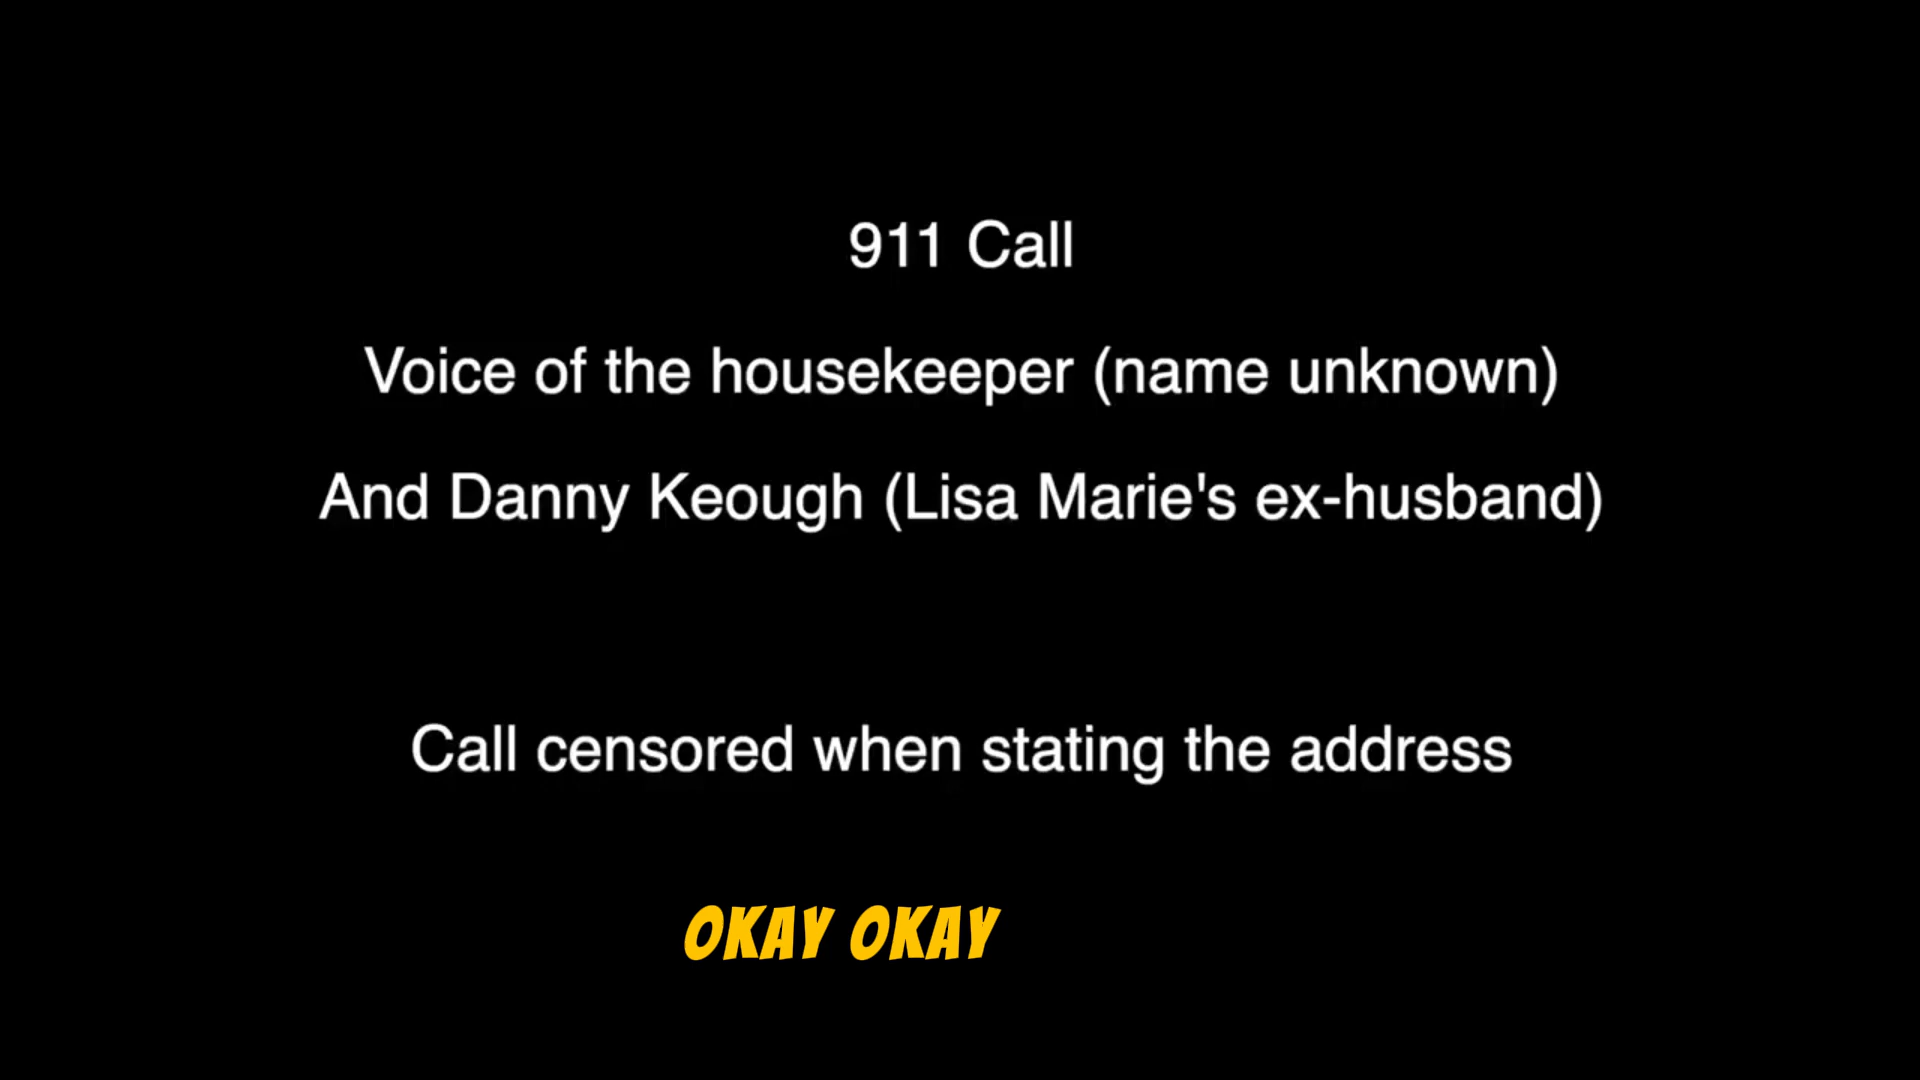 911 Call
Voice of the housekeeper (name unknown)
And Danny Keough (Lisa Marie's ex-husband)
Call censored when stating the address
OKAY OKAY